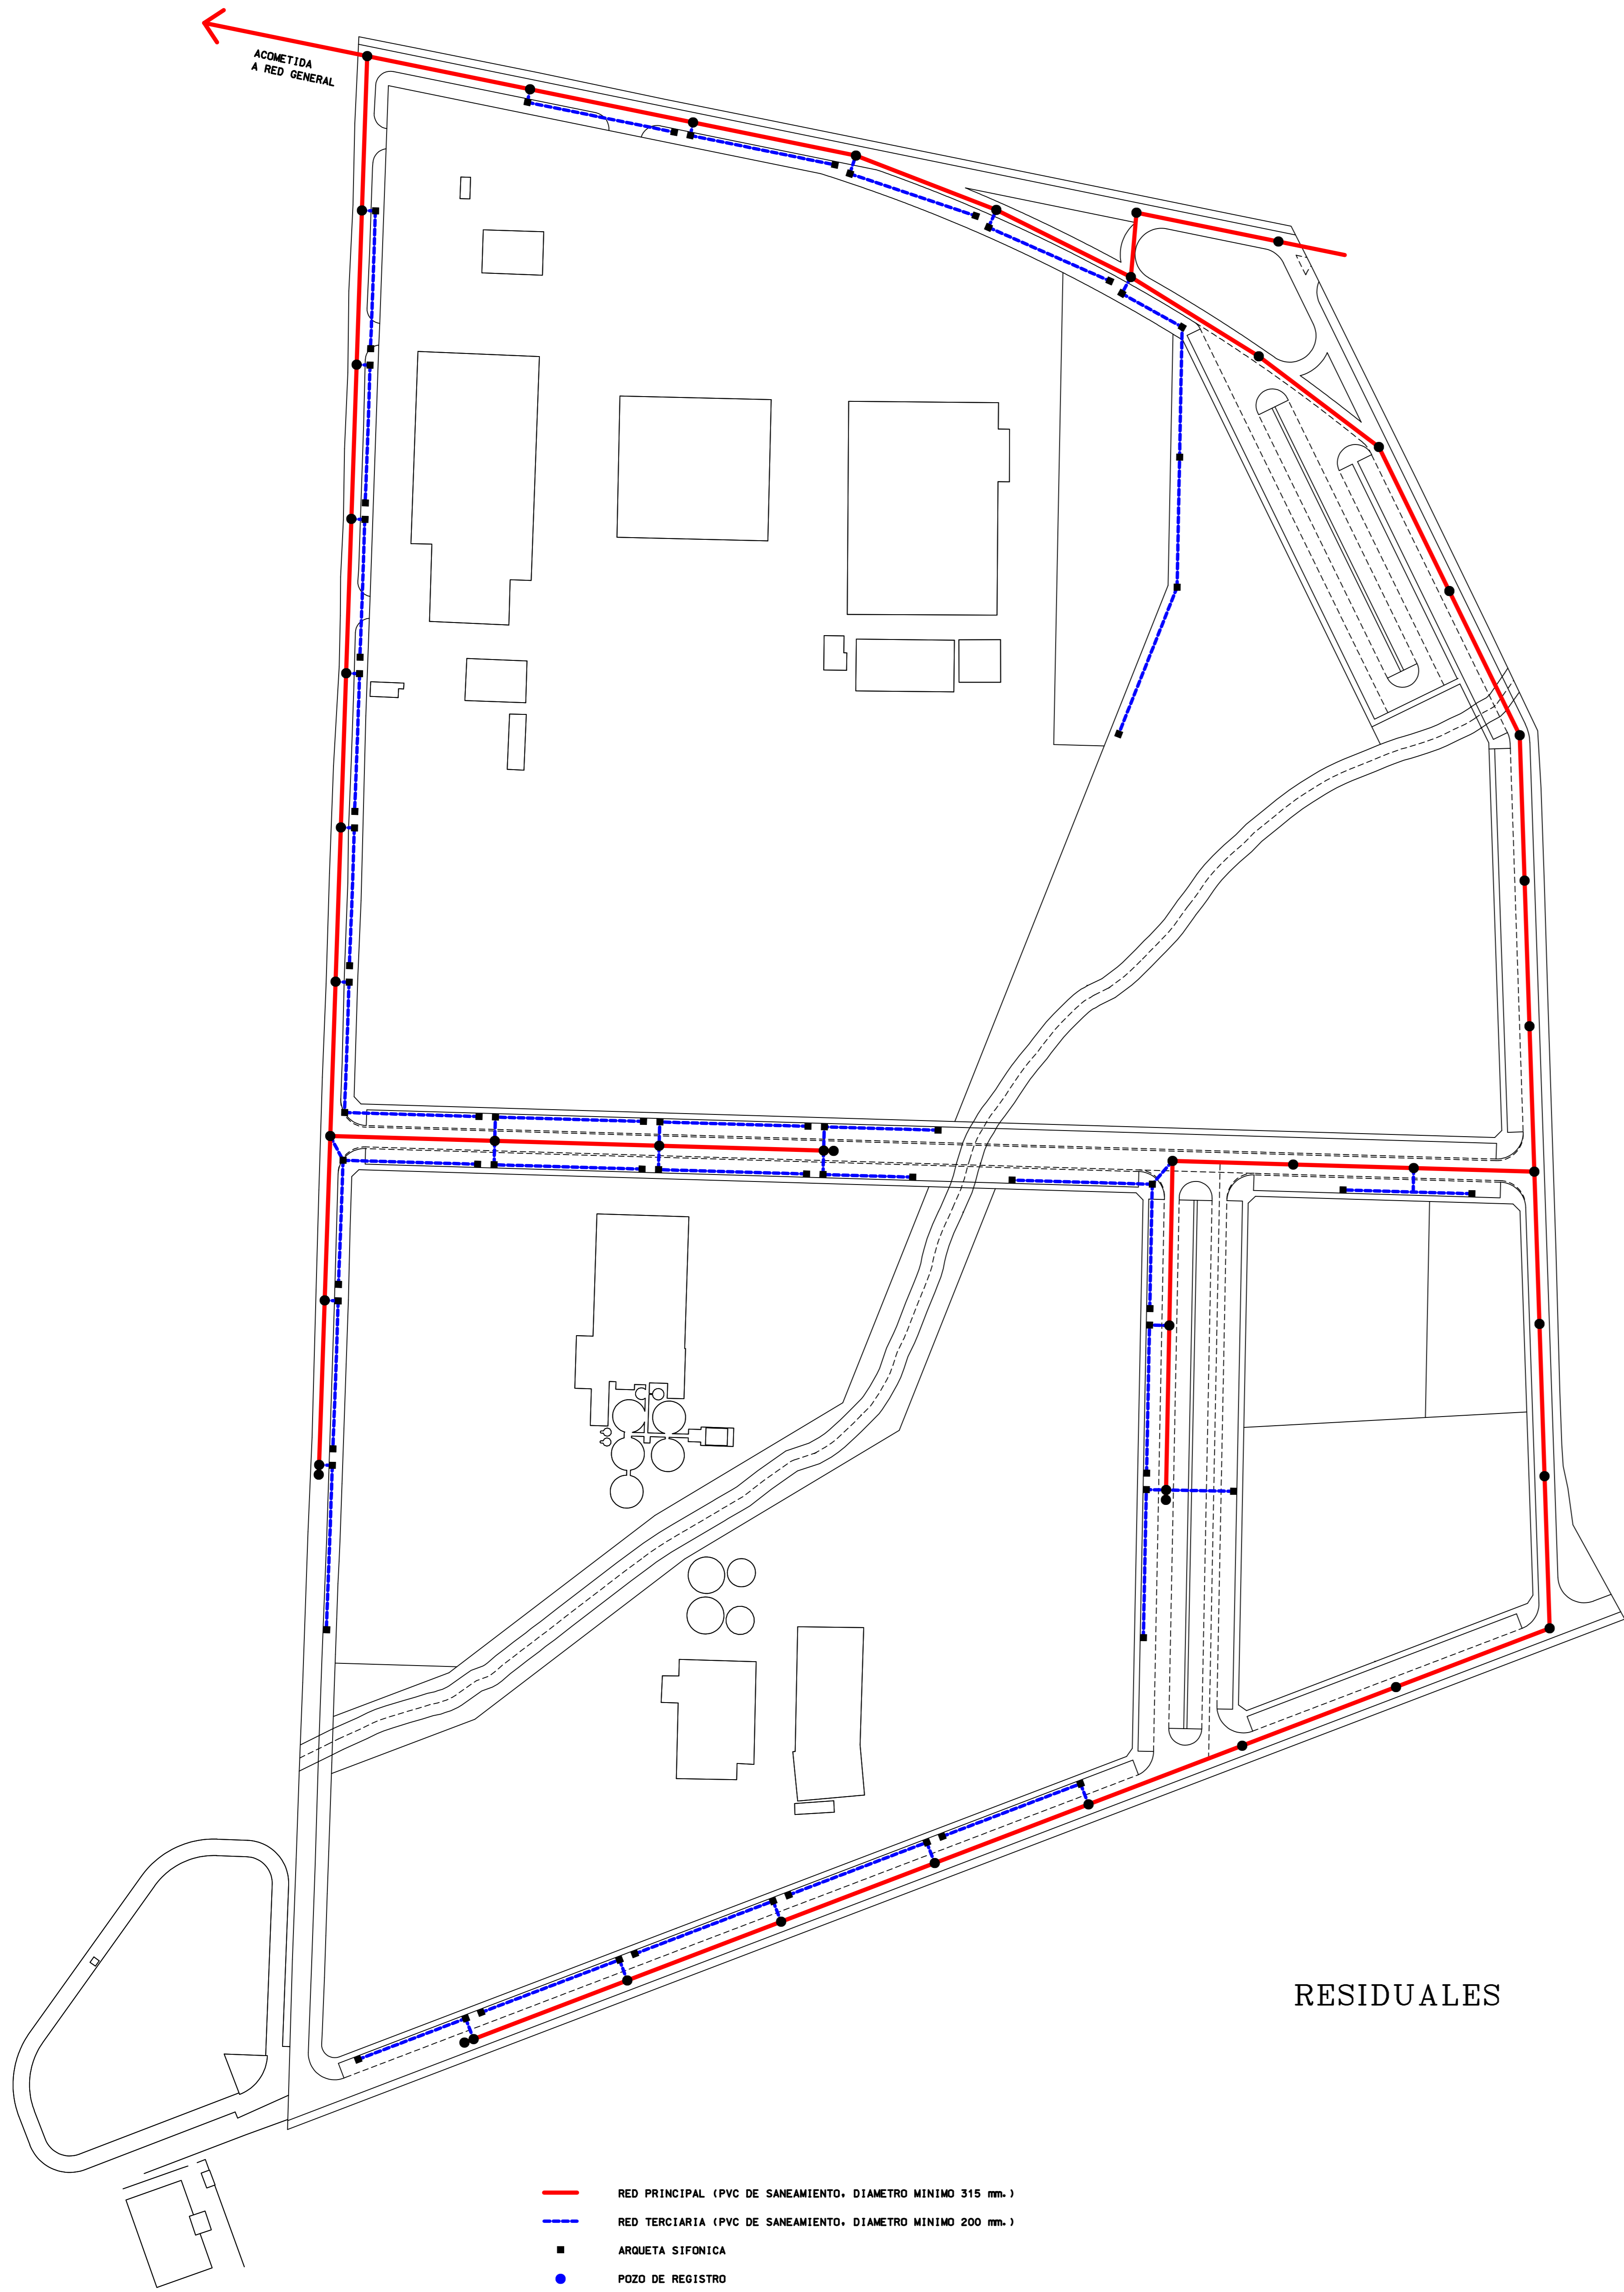 ACOMETIDA
A RED GENERAL
RESIDUALES
RED PRINCIPAL (PVC DE SANEAMIENTO, DIAMETRO MINIMO 315 mm.)
RED TERCIARIA (PVC DE SANEAMIENTO, DIAMETRO MINIMO 200 mm.)
ARQUETA SIFONICA
POZO DE REGISTRO